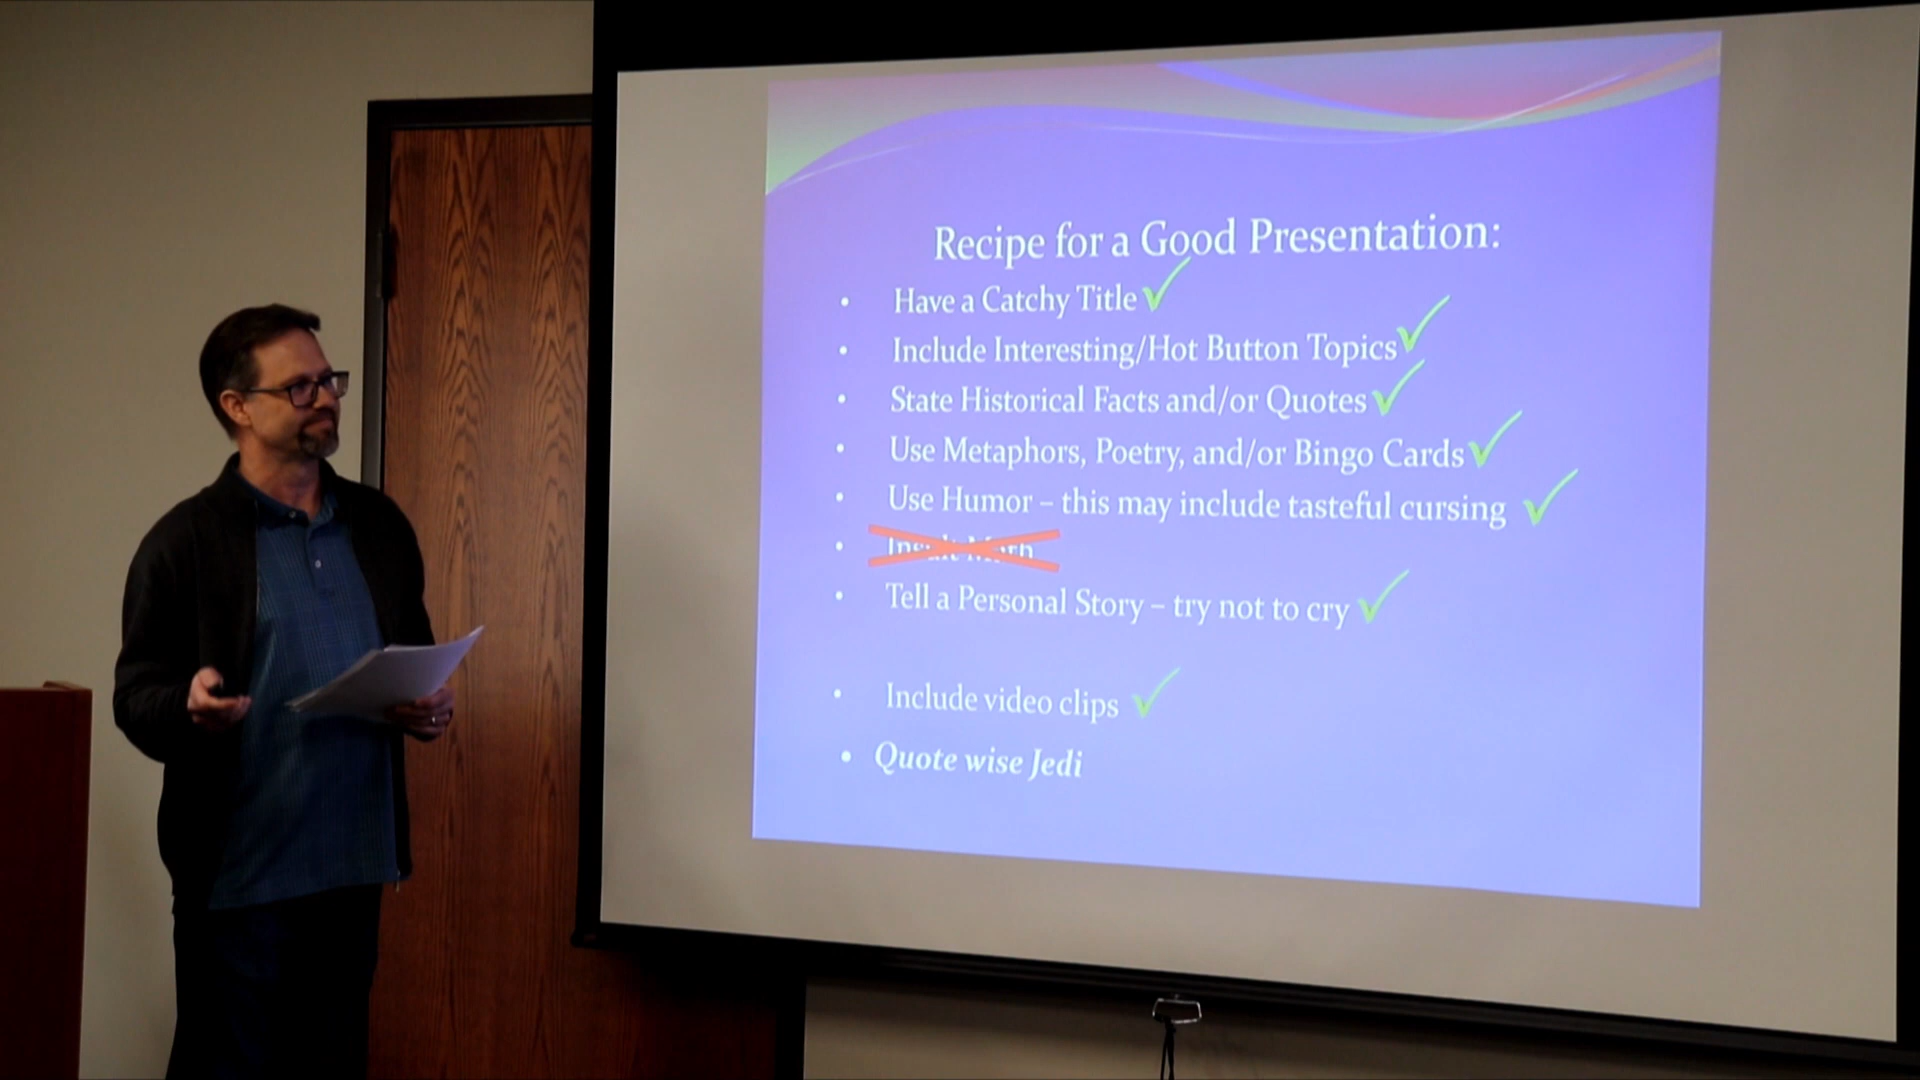 Recipe for a Good Presentation:
• Have a Catchy Title
• Include Interesting/Hot Button Topics
• State Historical Facts and/or Quotes
• Use Metaphors, Poetry, and/or Bingo Cards
• Use Humor – this may include tasteful cursing
• Insult Math
• Tell a Personal Story – try not to cry
• Include video clips
• Quote wise Jedi